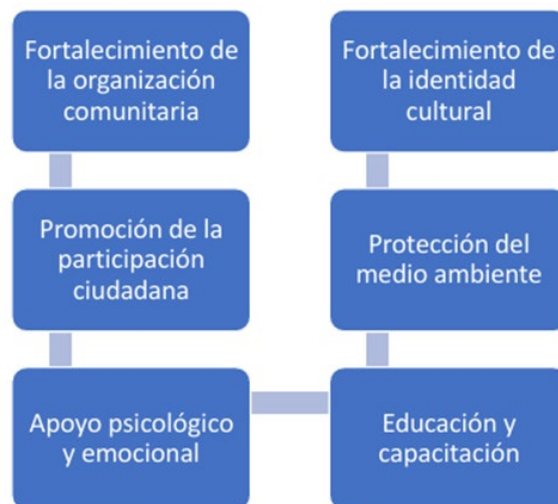 Fortalecimiento de
la organización
comunitaria
Promoción de la
participación
ciudadana
Apoyo psicológico
y emocional
Educación y
capacitación
Protección del
medio ambiente
Fortalecimiento de
la identidad
cultural